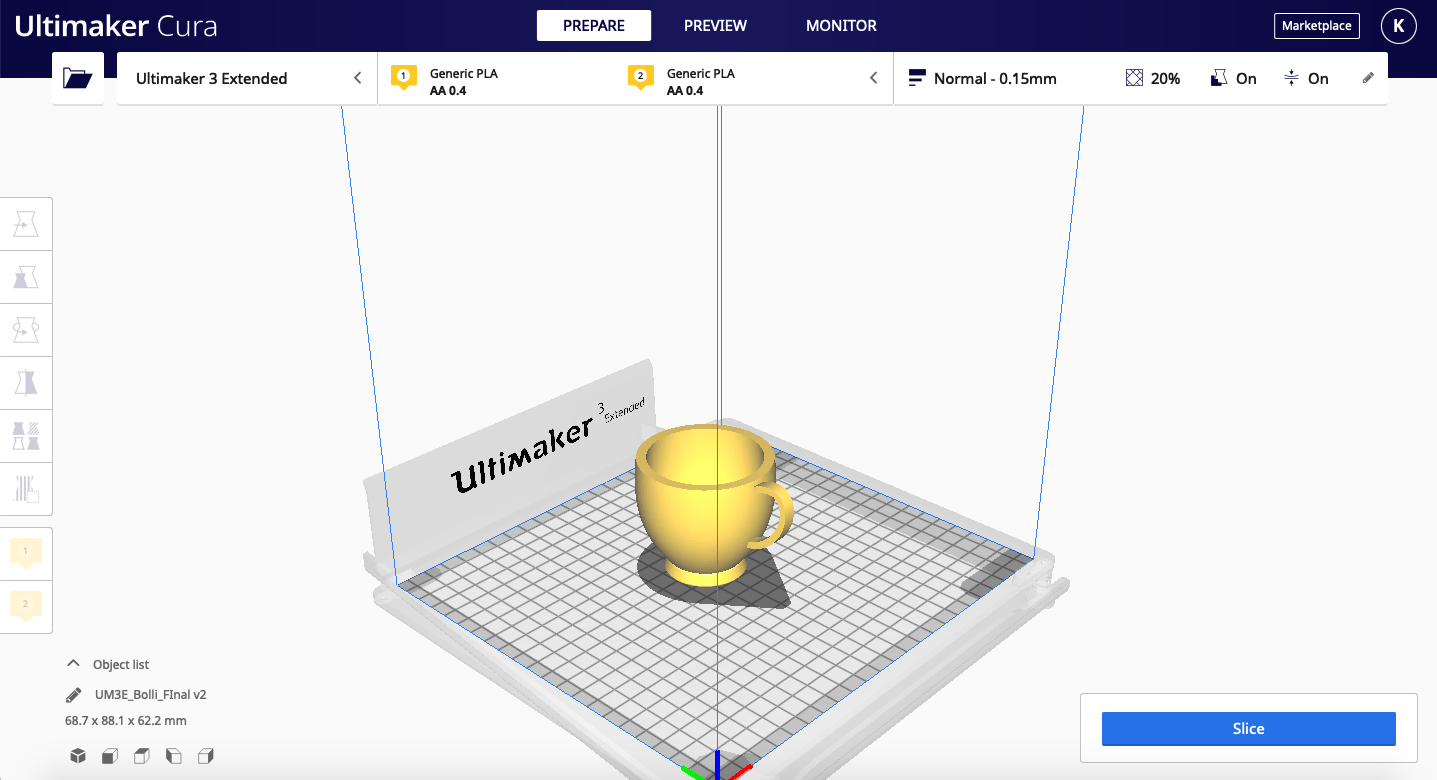 Ultimaker Cura
PREPARE PREVIEW MONITOR
Marketplace
K
Ultimaker 3 Extended
1 Generic PLA
AA 0.4
2 Generic PLA
AA 0.4
Normal - 0.15mm
20%
On
On
Ultimaker 3 Extended
1
2
Object list
UM3E_Bolli_FInal v2
68.7 x 88.1 x 62.2 mm
Slice